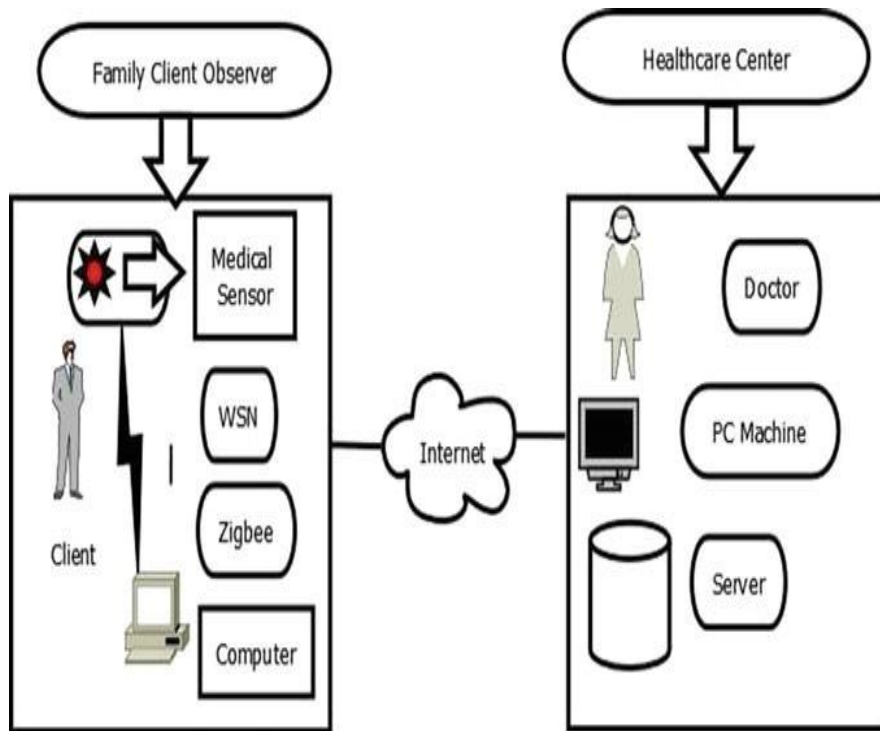 Family Client Observer
Healthcare Center
Medical
Sensor
WSN
Zigbee
Client
Computer
Internet
Doctor
PC Machine
Server